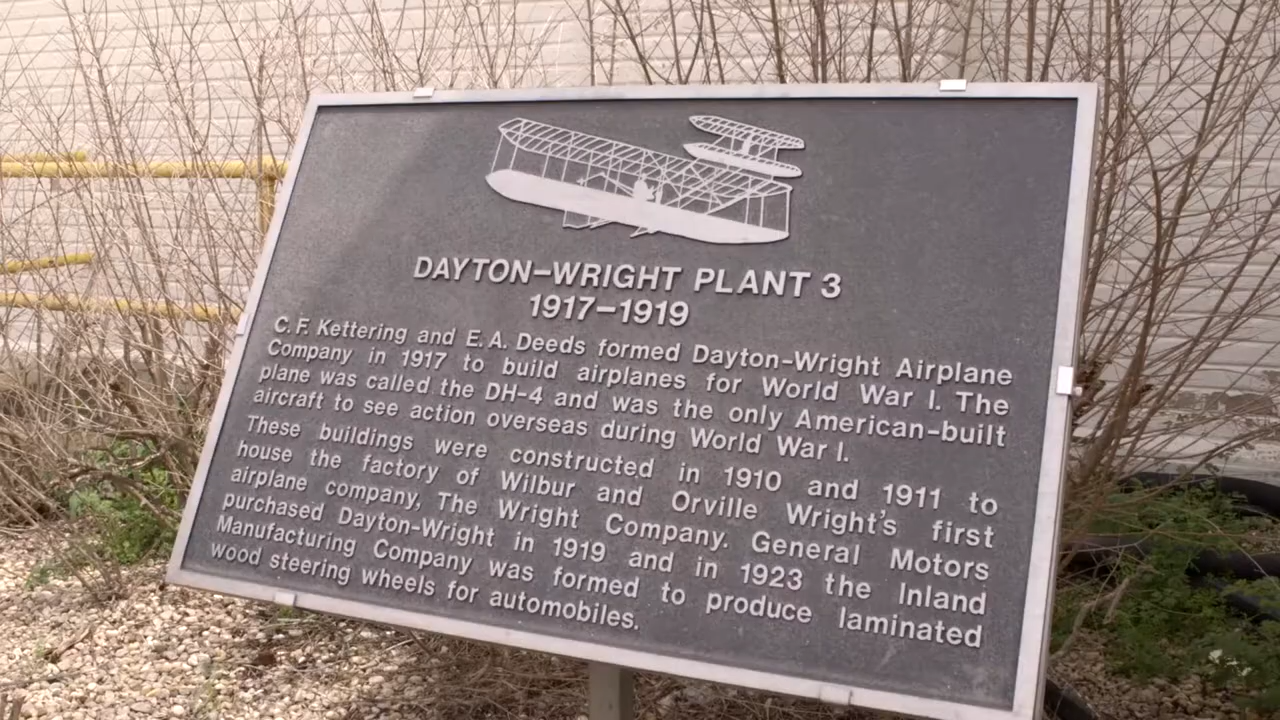 DAYTON-WRIGHT PLANT 3
1917-1919
C. F. Kettering and E. A. Deeds formed Dayton-Wright Airplane
Company in 1917 to build airplanes for World War I. The
plane was called the DH-4 and was the only American-built
aircraft to see action overseas during World War I.
These buildings were constructed in 1910 and 1911 to
house the factory of Wilbur and Orville Wright's first
airplane company, The Wright Company. General Motors
purchased Dayton-Wright in 1919 and in 1923 the Inland
Manufacturing Company was formed to produce laminated
wood steering wheels for automobiles.